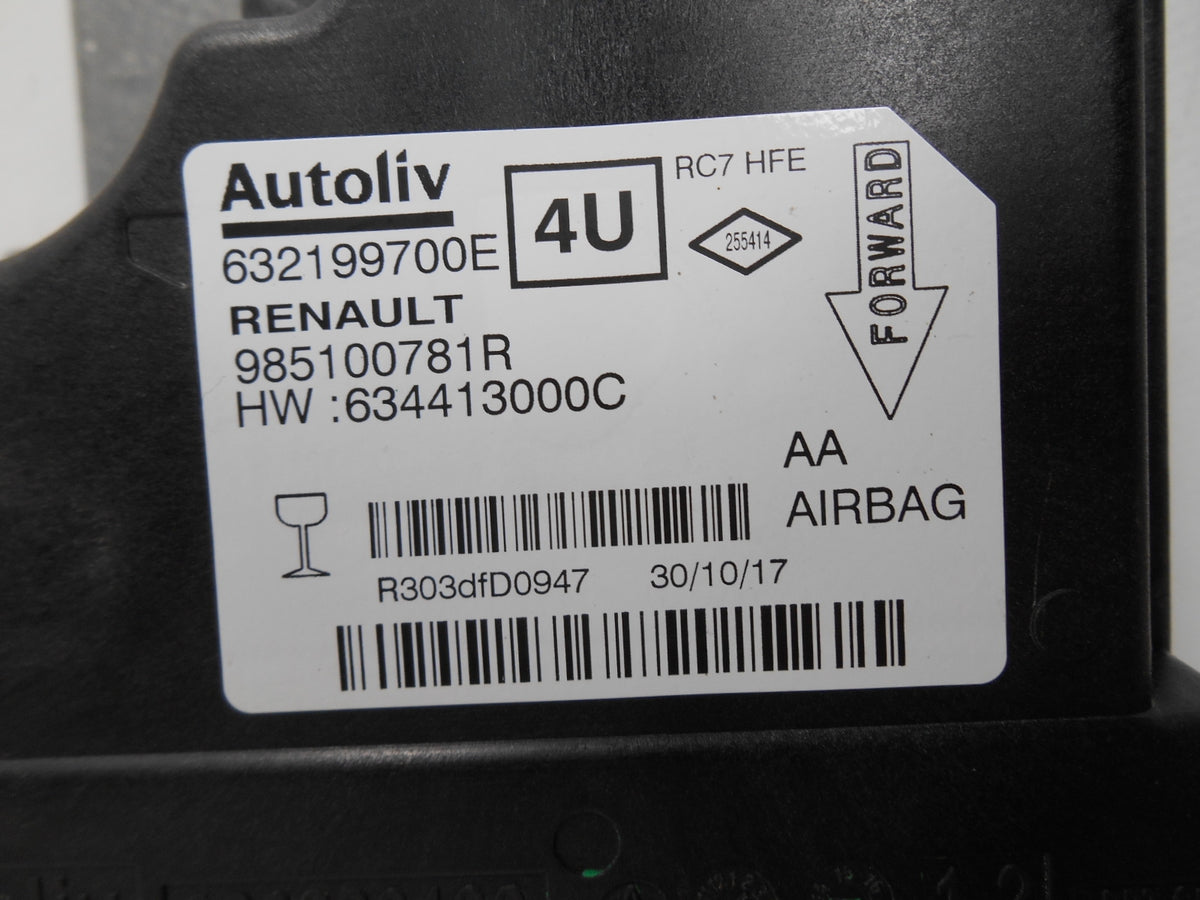 Autoliv
632199700E
4U
RC7 HFE
255414
FORWARD
RENAULT
985100781R
HW :634413000C
AA
AIRBAG
R303dfD0947 30/10/17